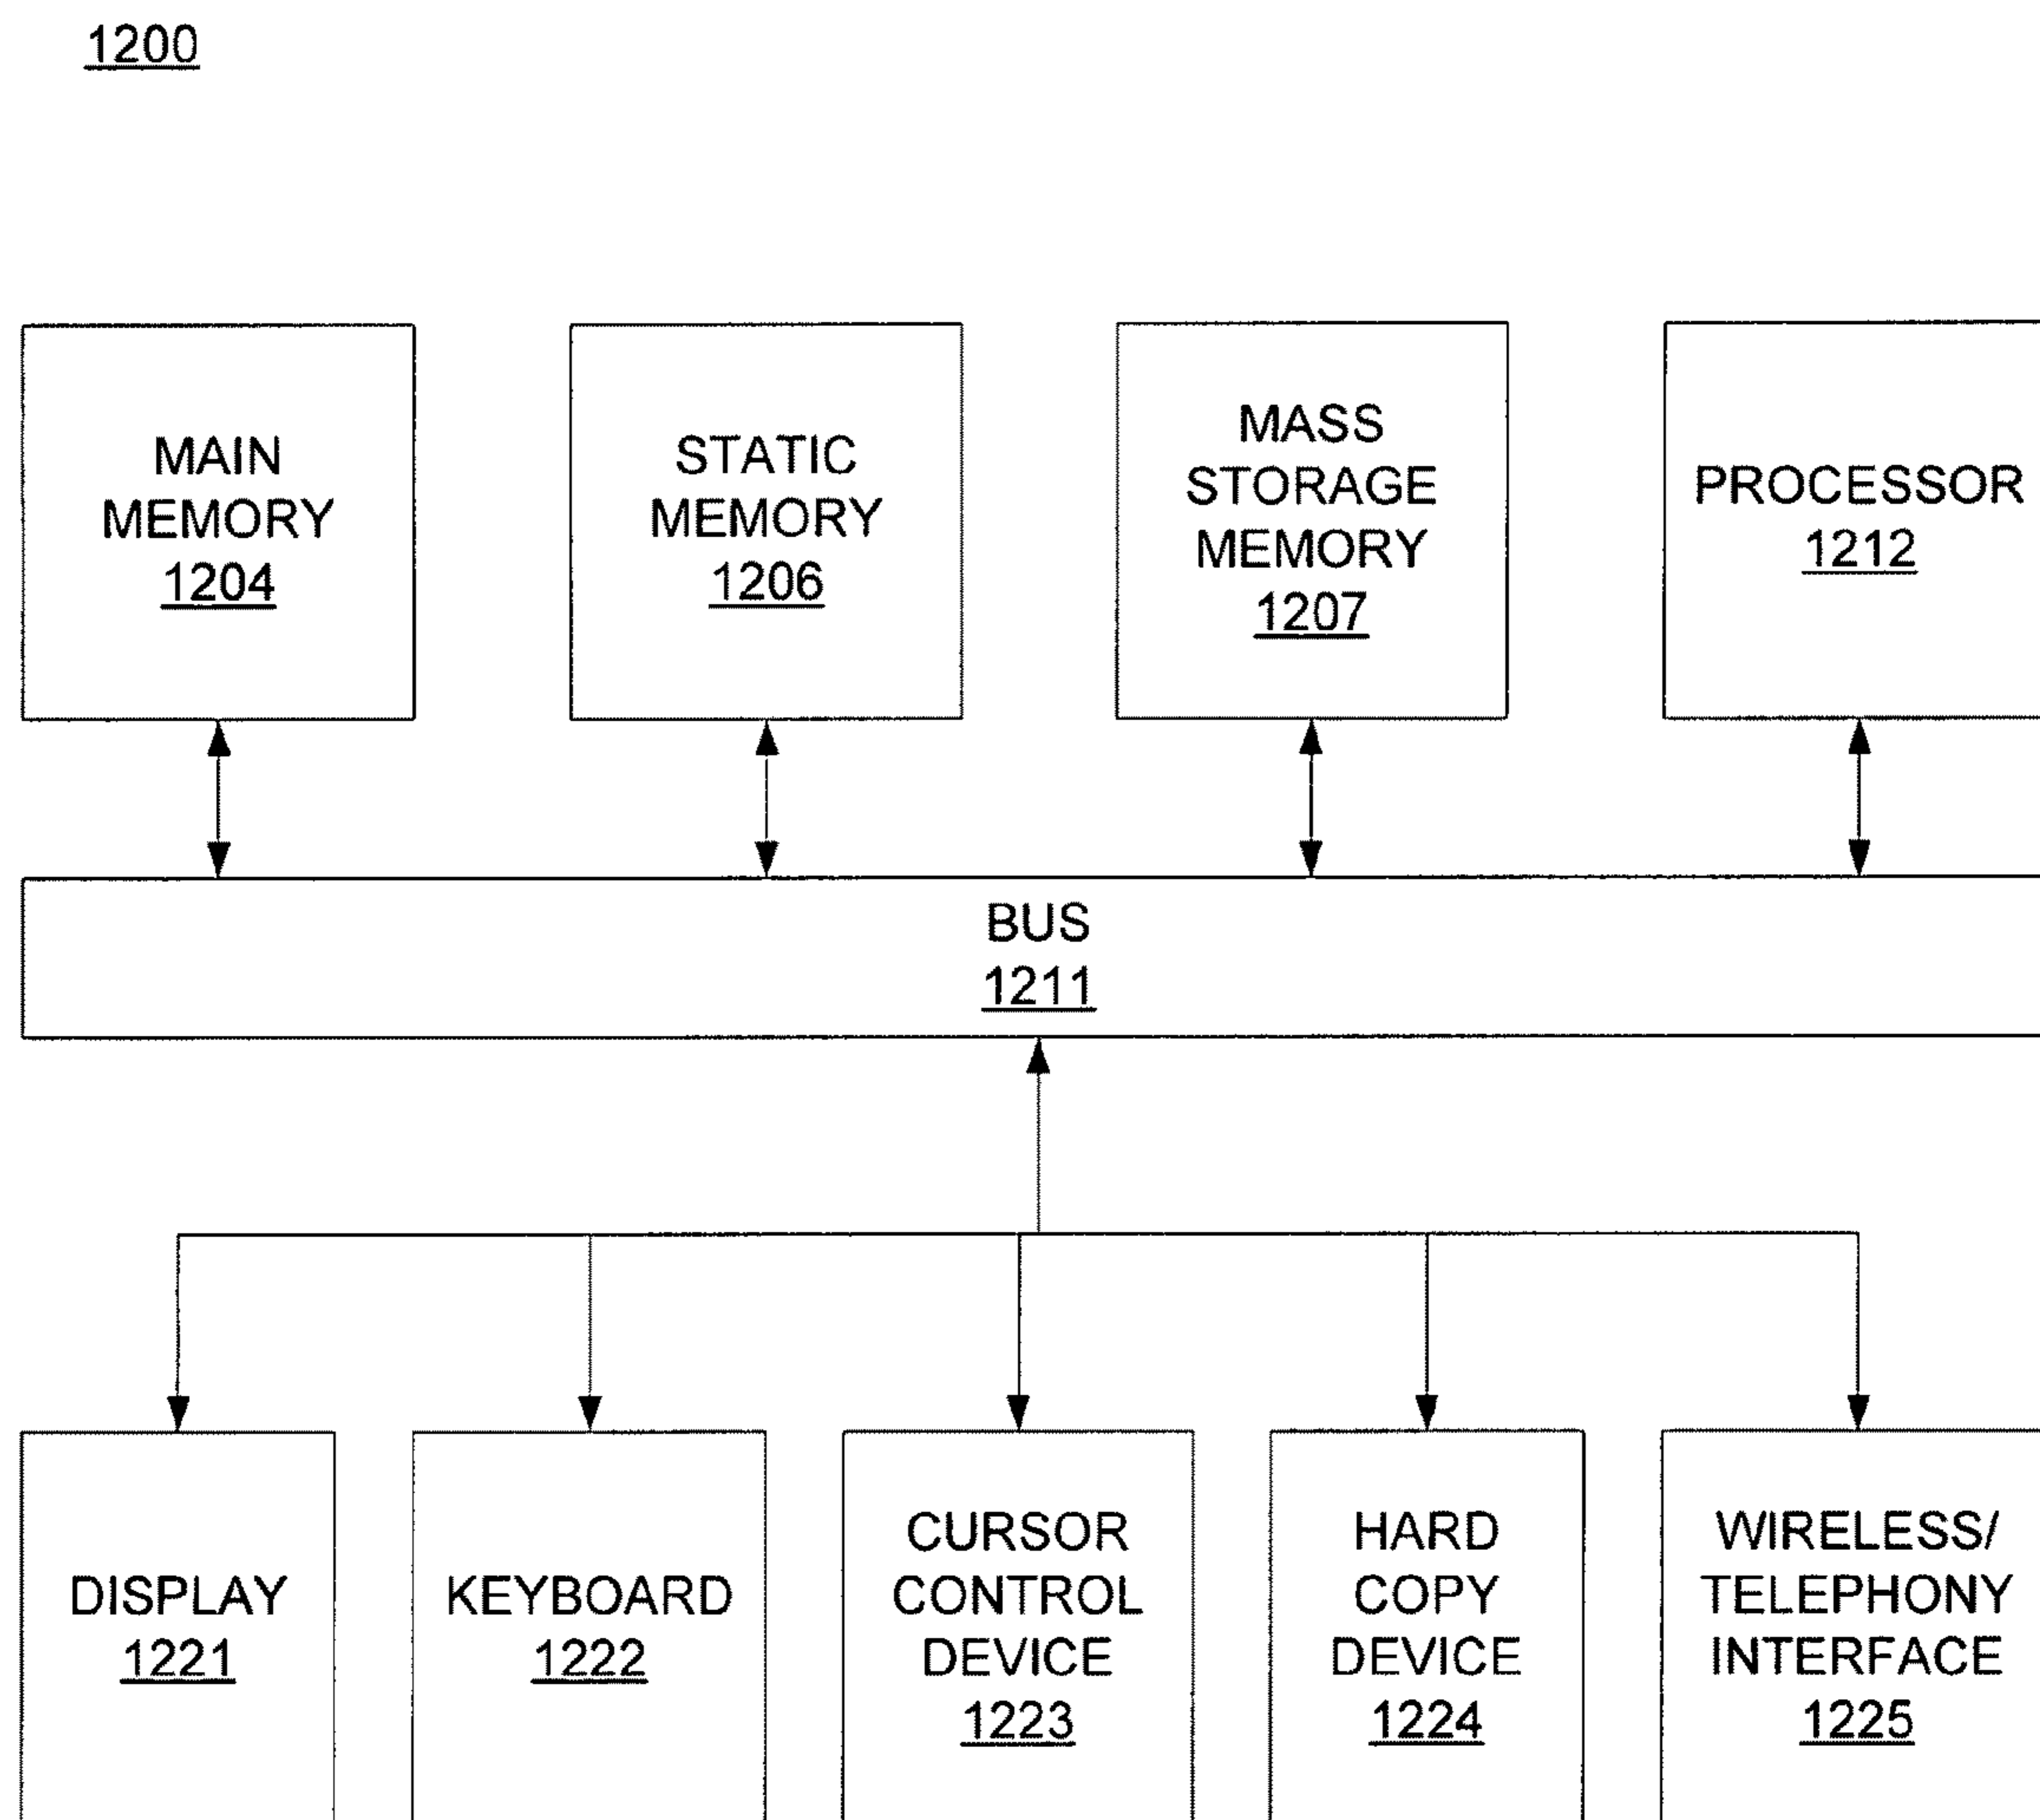 1200
MAIN
MEMORY
1204
STATIC
MEMORY
1206
MASS
STORAGE
MEMORY
1207
PROCESSOR
1212
BUS
1211
DISPLAY
1221
KEYBOARD
1222
CURSOR
CONTROL
DEVICE
1223
HARD
COPY
DEVICE
1224
WIRELESS/
TELEPHONY
INTERFACE
1225